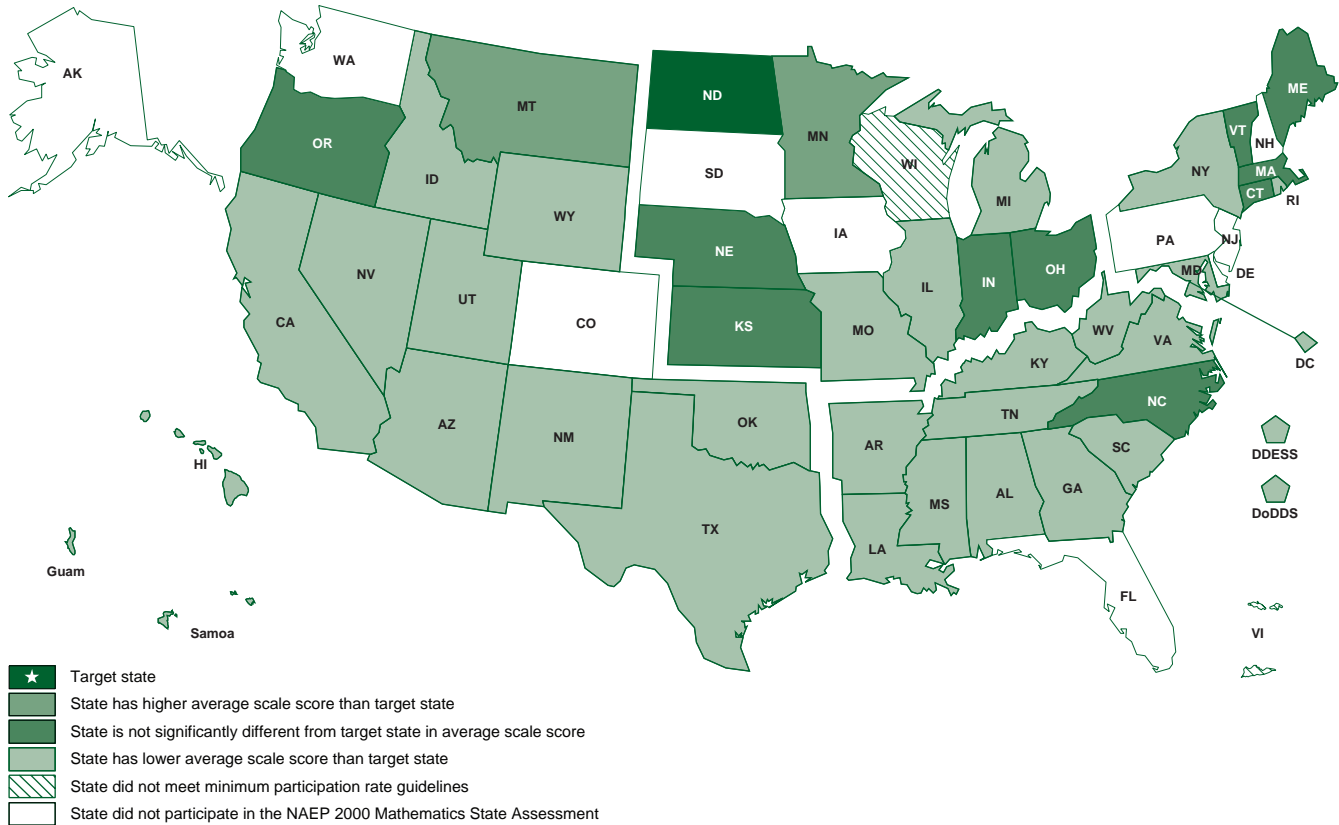 AK
WA
MT
ND
MN
ME
VT
NH
OR
ID
SD
WI
NY
MA
CT
RI
WY
MI
IA
PA
NJ
NE
NV
UT
IL
IN
OH
MD
DE
CA
CO
KS
MO
WV
VA
DC
KY
AZ
NM
OK
AR
TN
NC
SC
DDESS
HI
MS
AL
GA
DoDDS
TX
LA
Guam
FL
Samoa
VI
Target state
State has higher average scale score than target state
State is not significantly different from target state in average scale score
State has lower average scale score than target state
State did not meet minimum participation rate guidelines
State did not participate in the NAEP 2000 Mathematics State Assessment